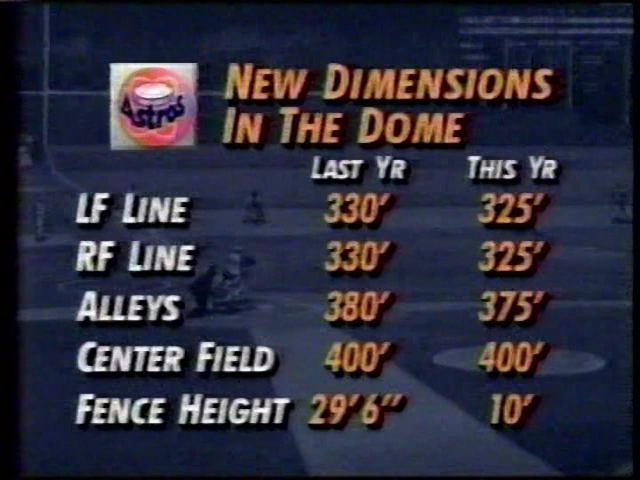 Astros
NEW DIMENSIONS
IN THE DOME
LAST YR THIS YR
LF LINE 330' 325'
RF LINE 330' 325'
ALLEYS 380' 375'
CENTER FIELD 400' 400'
FENCE HEIGHT 29'6" 10'